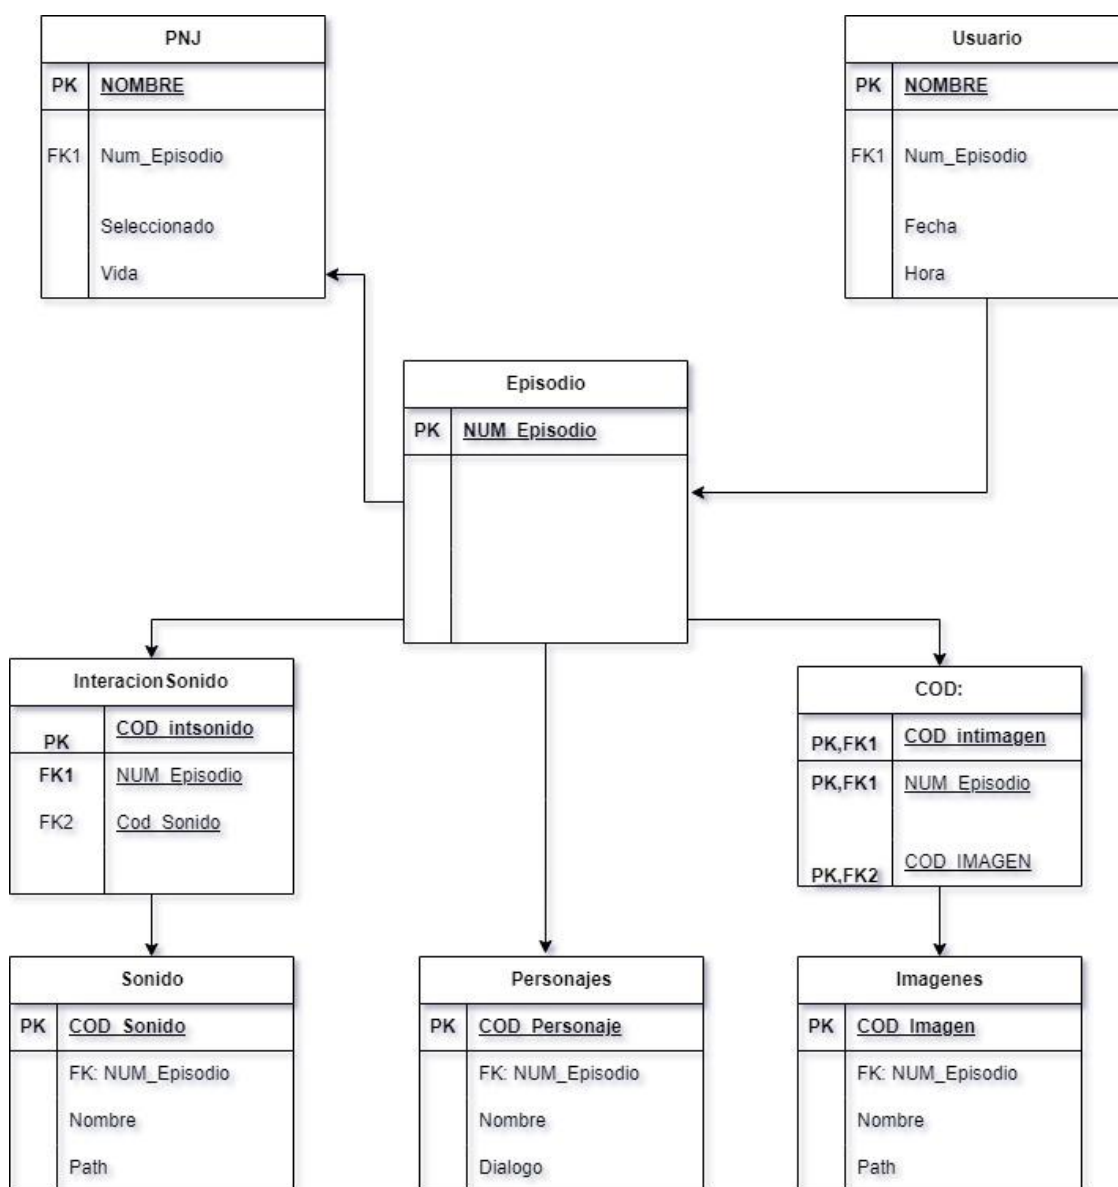 PNJ
PK NOMBRE
FK1 Num_Episodio
Seleccionado
Vida
Usuario
PK NOMBRE
FK1 Num_Episodio
Fecha
Hora
Episodio
PK NUM_Episodio
InteracionSonido
PK COD_intsonido
FK1 NUM_Episodio
FK2 Cod_Sonido
COD:
PK,FK1 COD_intimagen
PK,FK1 NUM_Episodio
PK,FK2 COD_IMAGEN
Sonido
PK COD_Sonido
FK: NUM_Episodio
Nombre
Path
Personajes
PK COD_Personaje
FK: NUM_Episodio
Nombre
Dialogo
Imagenes
PK COD_Imagen
FK: NUM_Episodio
Nombre
Path